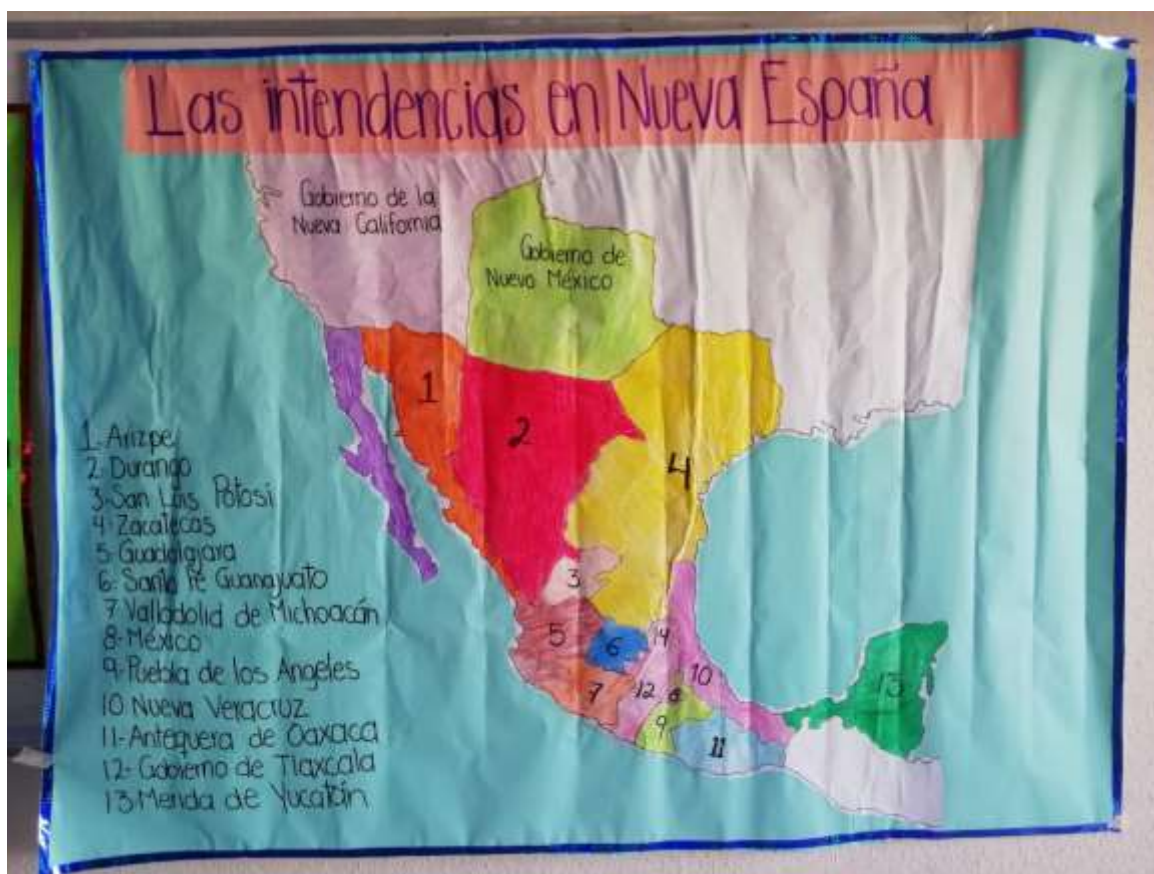 Las intendencias en Nueva España
Gobierno de la
Nueva California
Gobierno de
Nuevo México
1
2
4
3
5
6
14
7
12
8
10
9
11
13
1-Arizpe
2-Durango
3-San Luis Potosí
4-Zacatecas
5-Guadalajara
6-Santa Fé Guanajuato
7 Valladolid de Michoacán
8-México
9-Puebla de los Angeles
10 Nueva Veracruz
11-Antequera de Oaxaca
12-Gobierno de Tlaxcala
13 Merida de Yucatán